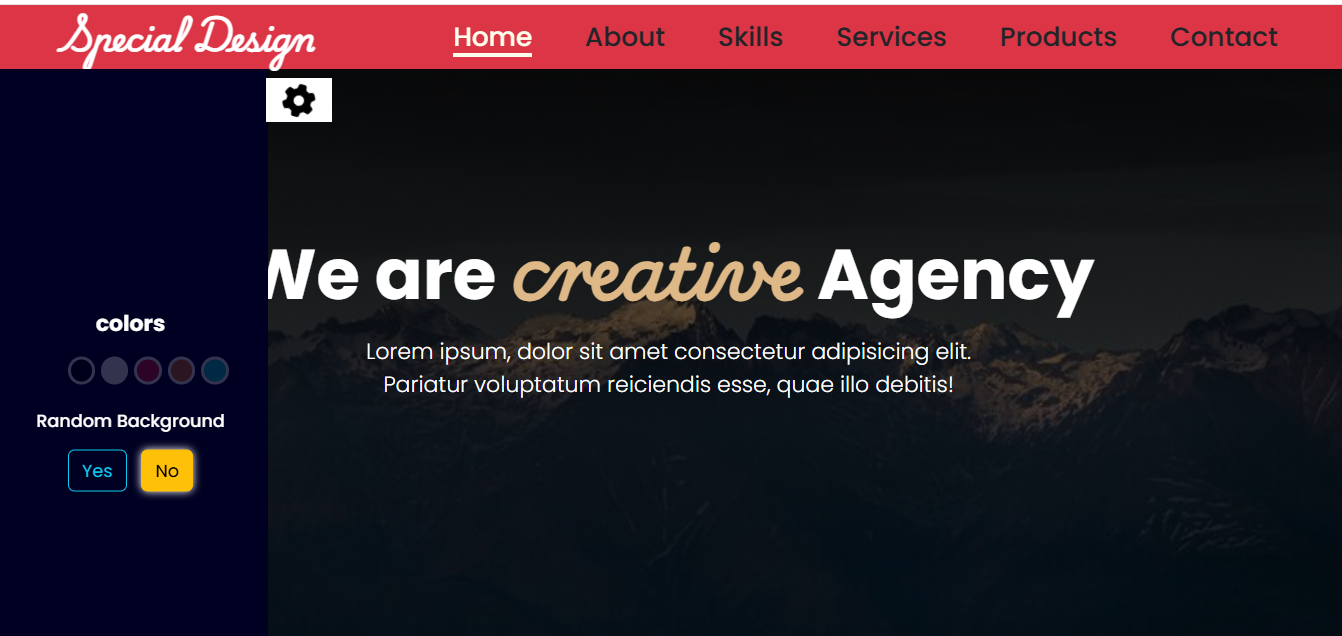 Special Design Home About Skills Services Products Contact
We are creative Agency
Lorem ipsum, dolor sit amet consectetur adipisicing elit.
Pariatur voluptatum reiciendis esse, quae illo debitis!
colors
Random Background
Yes No